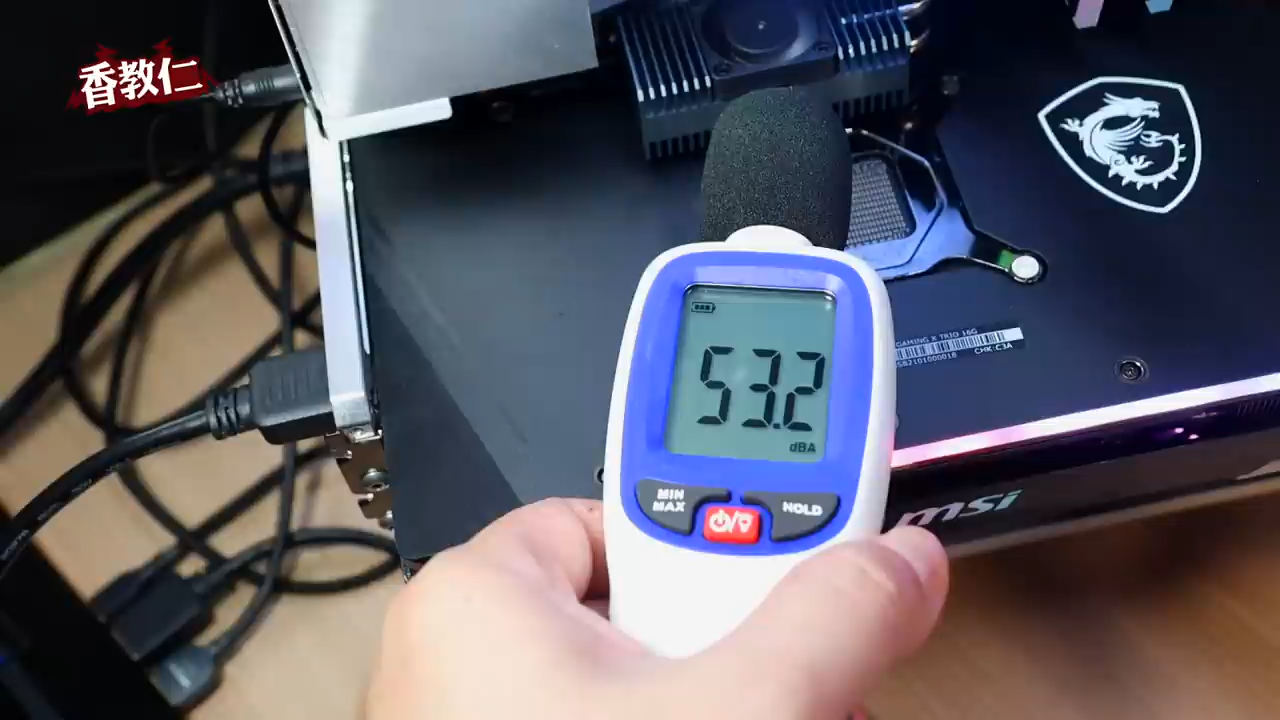 香教仁
GAMING X TRIO 16G
CHK:C3A
53.2
dBA
MIN
MAX
HOLD
msi